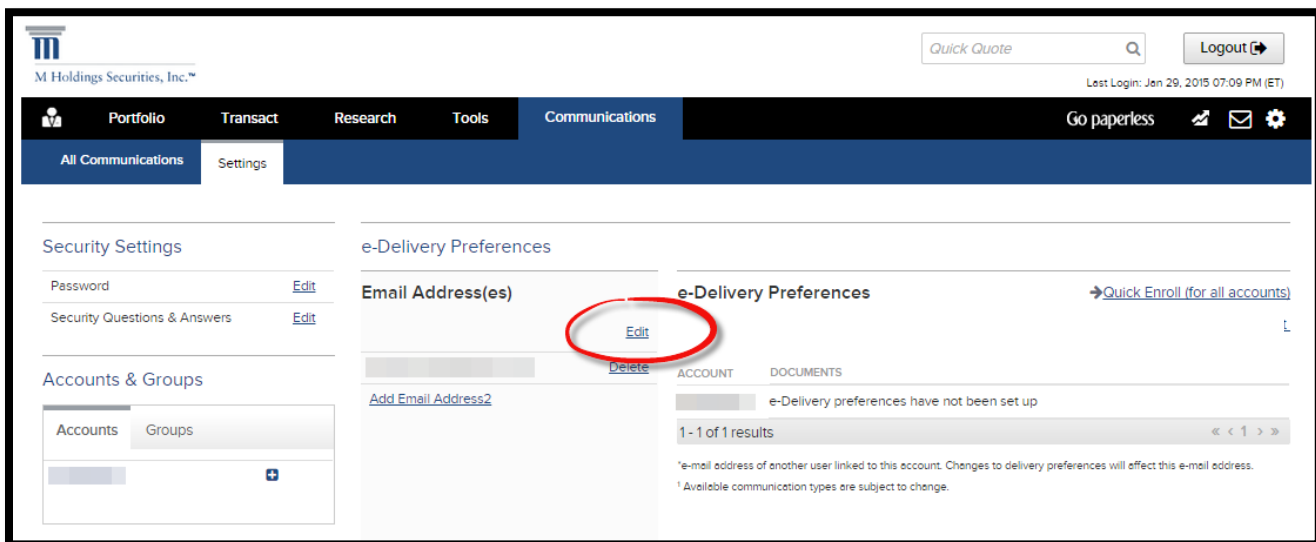 m
M Holdings Securities, Inc.™
Quick Quote
Logout
Last Login: Jan 29, 2015 07:09 PM (ET)
Portfolio Transact Research Tools Communications Go paperless
All Communications Settings
Security Settings
Password Edit
Security Questions & Answers Edit
Accounts & Groups
Accounts Groups
e-Delivery Preferences
Email Address(es)
Edit
Delete
Add Email Address2
e-Delivery Preferences
Quick Enroll (for all accounts)
ACCOUNT DOCUMENTS
e-Delivery preferences have not been set up
1 - 1 of 1 results « < 1 > »
*e-mail address of another user linked to this account. Changes to delivery preferences will affect this e-mail address.
¹ Available communication types are subject to change.